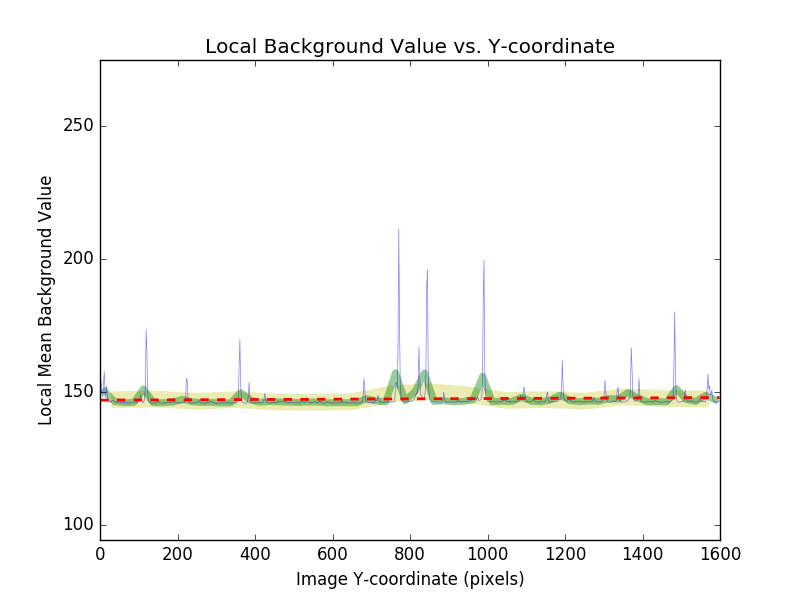 Local Background Value vs. Y-coordinate
250
200
150
100
Local Mean Background Value
0 200 400 600 800 1000 1200 1400 1600
Image Y-coordinate (pixels)